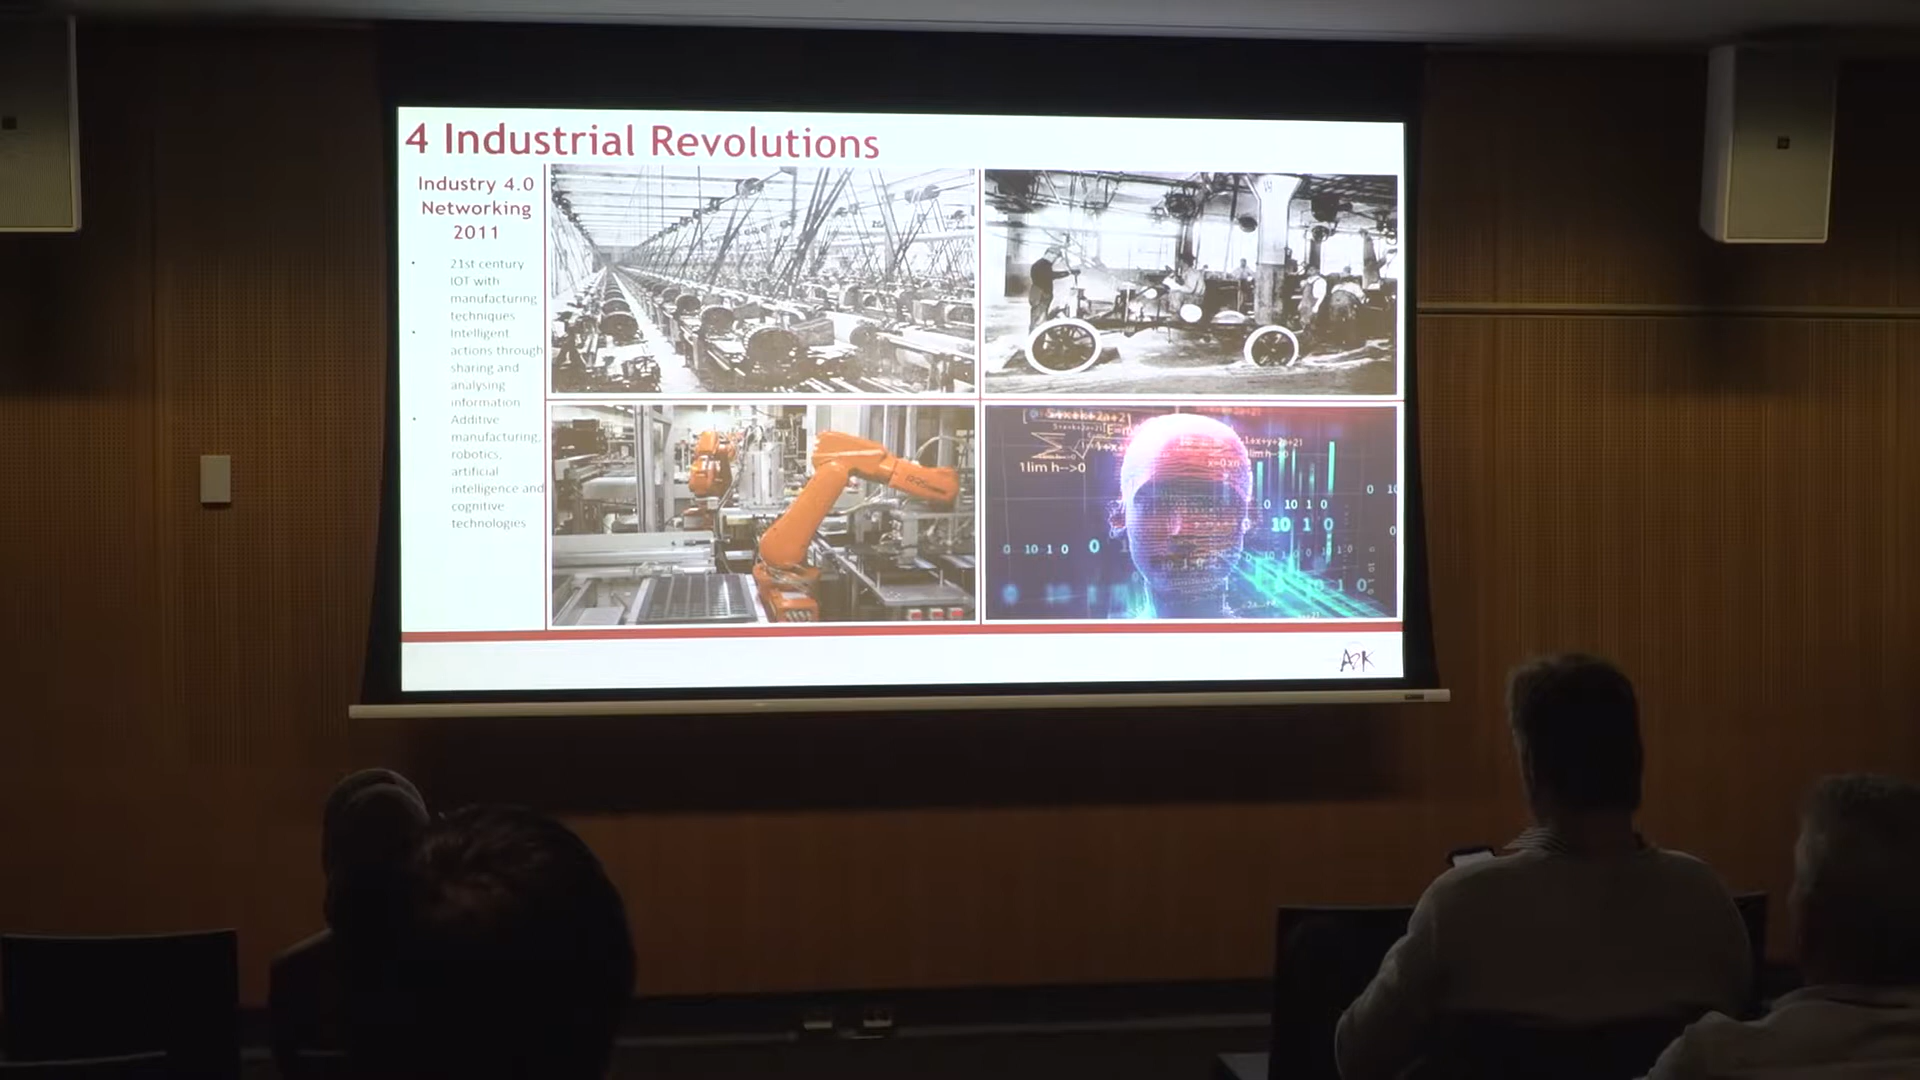 4 Industrial Revolutions
Industry 4.0
Networking
2011
• 21st century
IOT with
manufacturing
techniques
• Intelligent
actions through
sharing and
analysing
information
• Additive
manufacturing,
robotics,
artificial
intelligence and
cognitive
technologies
1lim h-->0
0 10 1 0 0
0 10 1 0
10 1 0